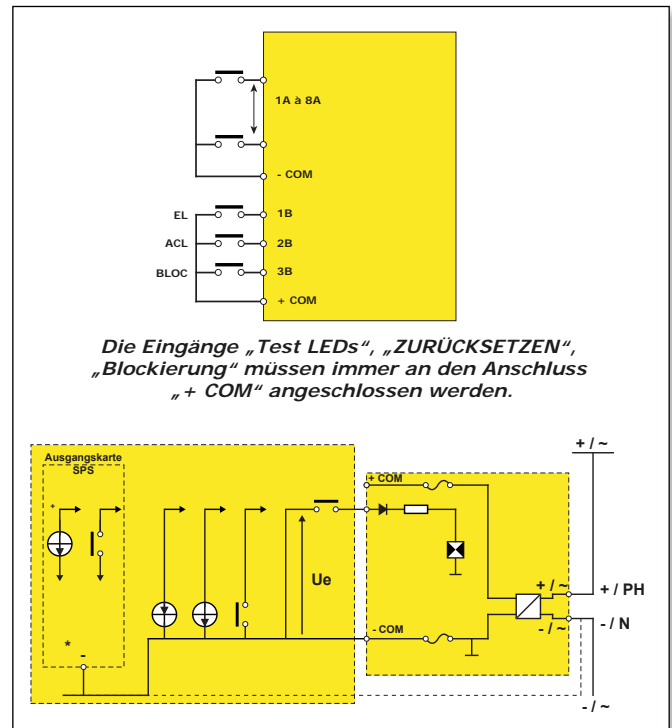 1A à 8A
- COM
EL 1B
ACL 2B
BLOC 3B
+ COM
Die Eingänge „Test LEDs“, „ZURÜCKSETZEN“,
„Blockierung“ müssen immer an den Anschluss
„+ COM“ angeschlossen werden.
+ / ~
Ausgangskarte
SPS
+ COM
+
Ue
+ / ~
+ / PH
- / ~
- / N
- COM
*
-
- / ~